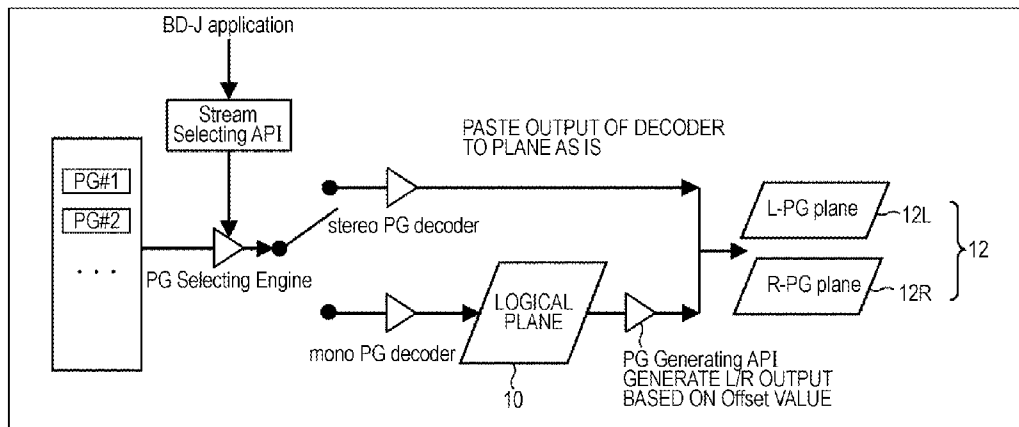 BD-J application
Stream
Selecting API
PG#1
PG#2
. . .
PG Selecting Engine
PASTE OUTPUT OF DECODER
TO PLANE AS IS
stereo PG decoder
mono PG decoder
LOGICAL
PLANE
10
PG Generating API
GENERATE L/R OUTPUT
BASED ON Offset VALUE
L-PG plane
12L
R-PG plane
12R
12